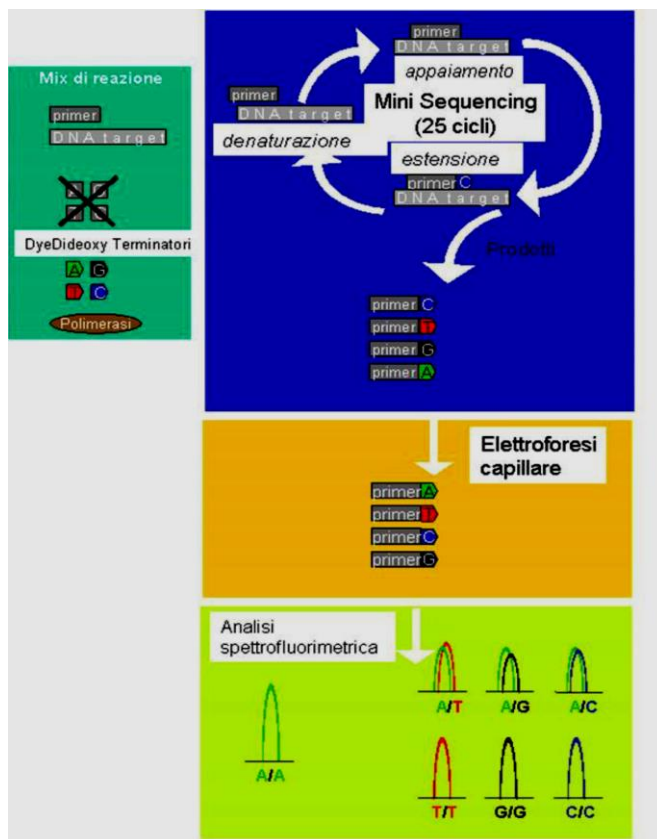 Mix di reazione
primer
DNA target
DyeDideoxy Terminatori
A G
T C
Polimerasi
primer
DNA target
appaiamento
primer
DNA target
denaturazione
Mini Sequencing
(25 cicli)
estensione
primer C
DNA target
Prodotti
primer C
primer T
primer G
primer A
Elettroforesi
capillare
primer A
primer T
primer C
primer G
Analisi
spettrofluorimetrica
A/T A/G A/C
A/A
T/T G/G C/C